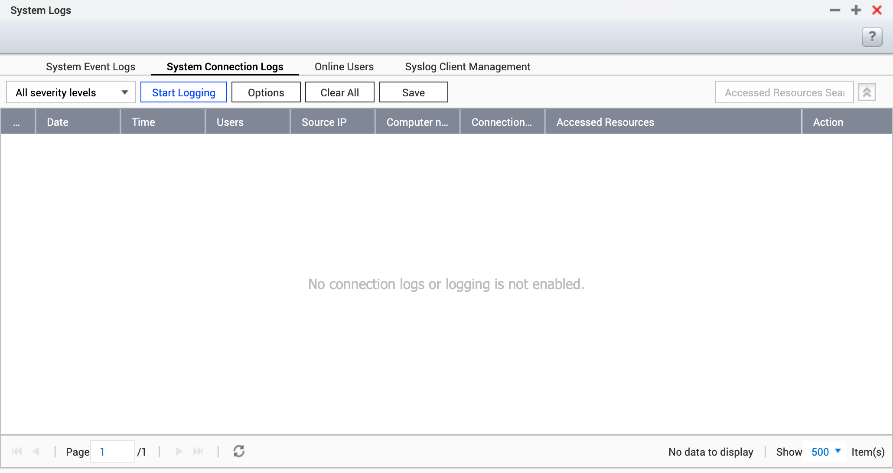 System Logs
?
System Event Logs System Connection Logs Online Users Syslog Client Management
All severity levels Start Logging Options Clear All Save Accessed Resources Sear
... Date Time Users Source IP Computer n... Connection... Accessed Resources Action
No connection logs or logging is not enabled.
Page 1 /1 No data to display Show 500 Item(s)